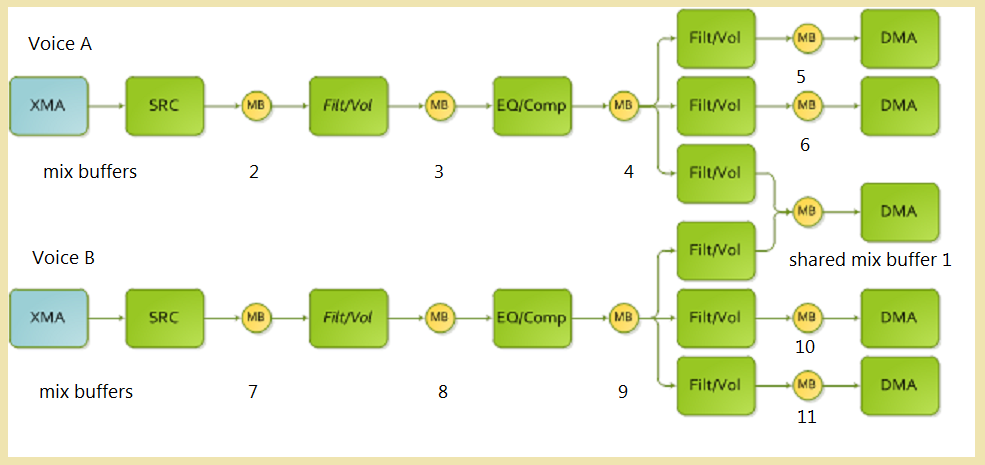 Voice A
Filt/Vol MB DMA
5
XMA SRC MB Filt/Vol MB EQ/Comp MB Filt/Vol MB DMA
6
mix buffers 2 3 4 Filt/Vol
MB DMA
Voice B Filt/Vol shared mix buffer 1
XMA SRC MB Filt/Vol MB EQ/Comp MB Filt/Vol MB DMA
10
mix buffers 7 8 9 Filt/Vol MB DMA
11